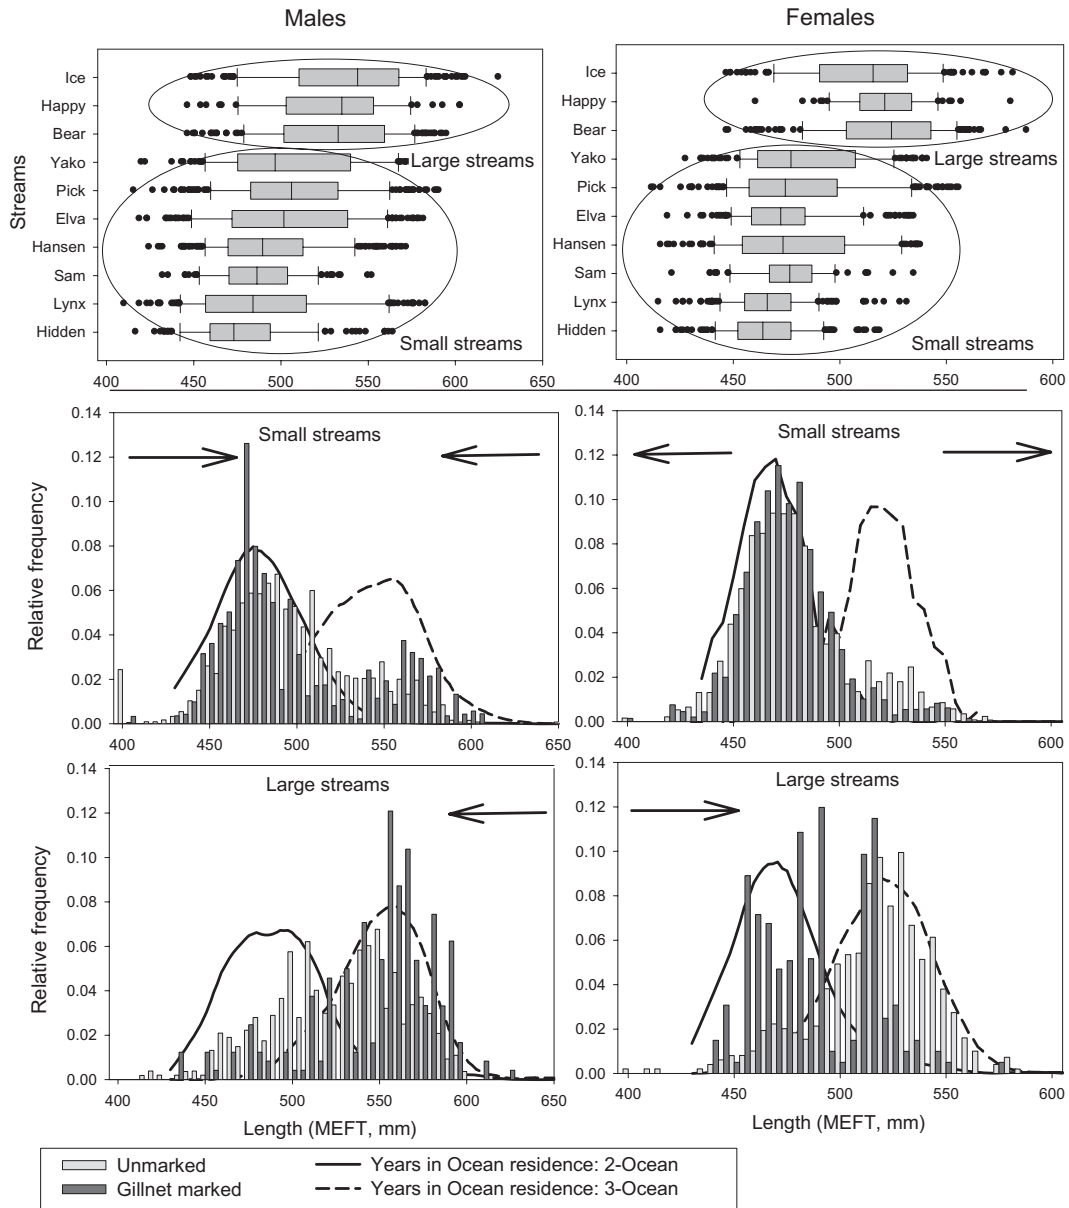 Males
Females
Streams
Ice
Happy
Bear
Yako
Pick
Elva
Hansen
Sam
Lynx
Hidden
Large streams
Small streams
400 450 500 550 600 650
Ice
Happy
Bear
Yako
Pick
Elva
Hansen
Sam
Lynx
Hidden
Large streams
Small streams
400 450 500 550 600
Relative frequency
0.14
0.12
0.10
0.08
0.06
0.04
0.02
0.00
Small streams
400 450 500 550 600 650
0.14
0.12
0.10
0.08
0.06
0.04
0.02
0.00
Small streams
400 450 500 550 600
Relative frequency
0.14
0.12
0.10
0.08
0.06
0.04
0.02
0.00
Large streams
400 450 500 550 600 650
Length (MEFT, mm)
0.14
0.12
0.10
0.08
0.06
0.04
0.02
0.00
Large streams
400 450 500 550 600
Length (MEFT, mm)
Unmarked Years in Ocean residence: 2-Ocean
Gillnet marked Years in Ocean residence: 3-Ocean